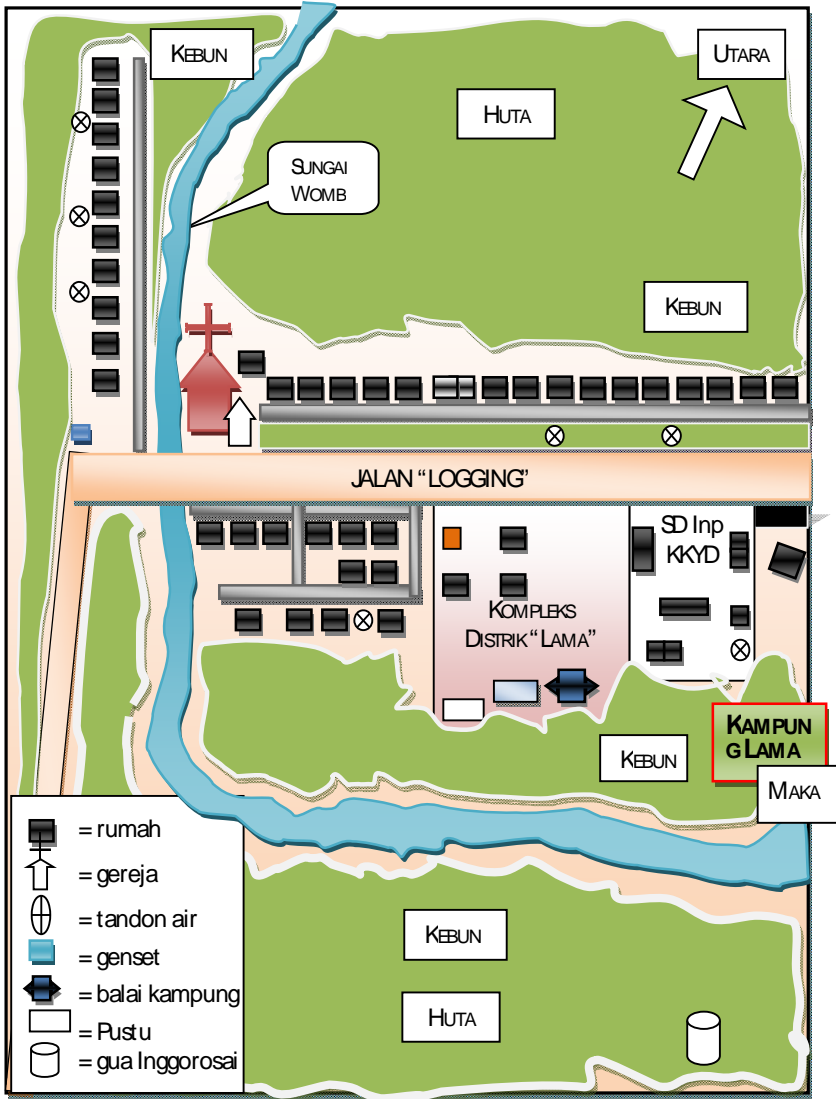 KEBUN
UTARA
HUTA
SUNGAI
WOMB
KEBUN
JALAN "LOGGING"
SD Inp
KKYD
KOMPLEKS
DISTRIK "LAMA"
KAMPUN
G LAMA
KEBUN
MAKA
= rumah
= gereja
= tandon air
= genset
= balai kampung
= Pustu
= gua Inggorosai
KEBUN
HUTA